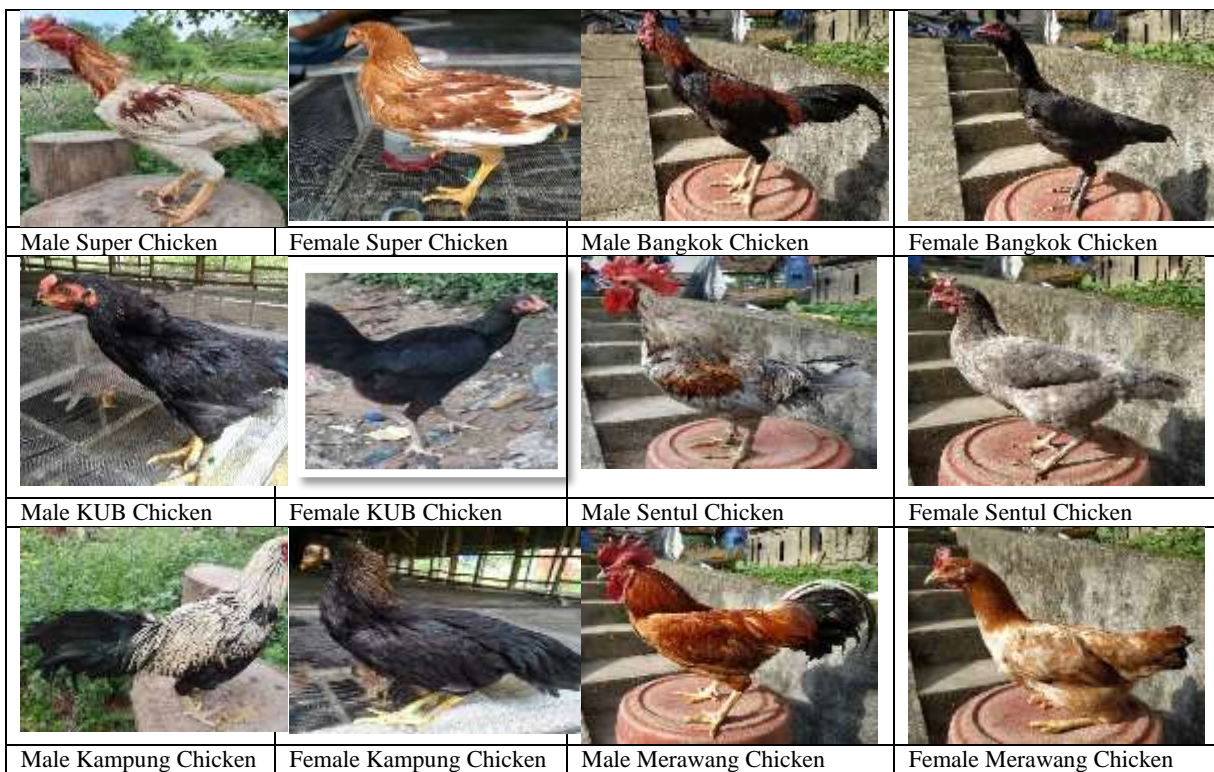 Male Super Chicken
Female Super Chicken
Male Bangkok Chicken
Female Bangkok Chicken
Male KUB Chicken
Female KUB Chicken
Male Sentul Chicken
Female Sentul Chicken
Male Kampung Chicken
Female Kampung Chicken
Male Merawang Chicken
Female Merawang Chicken